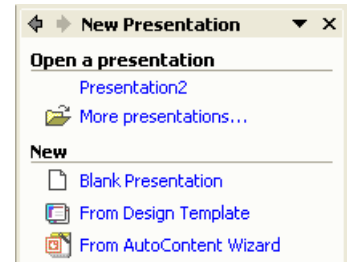 New Presentation
Open a presentation
Presentation2
More presentations...
New
Blank Presentation
From Design Template
From AutoContent Wizard